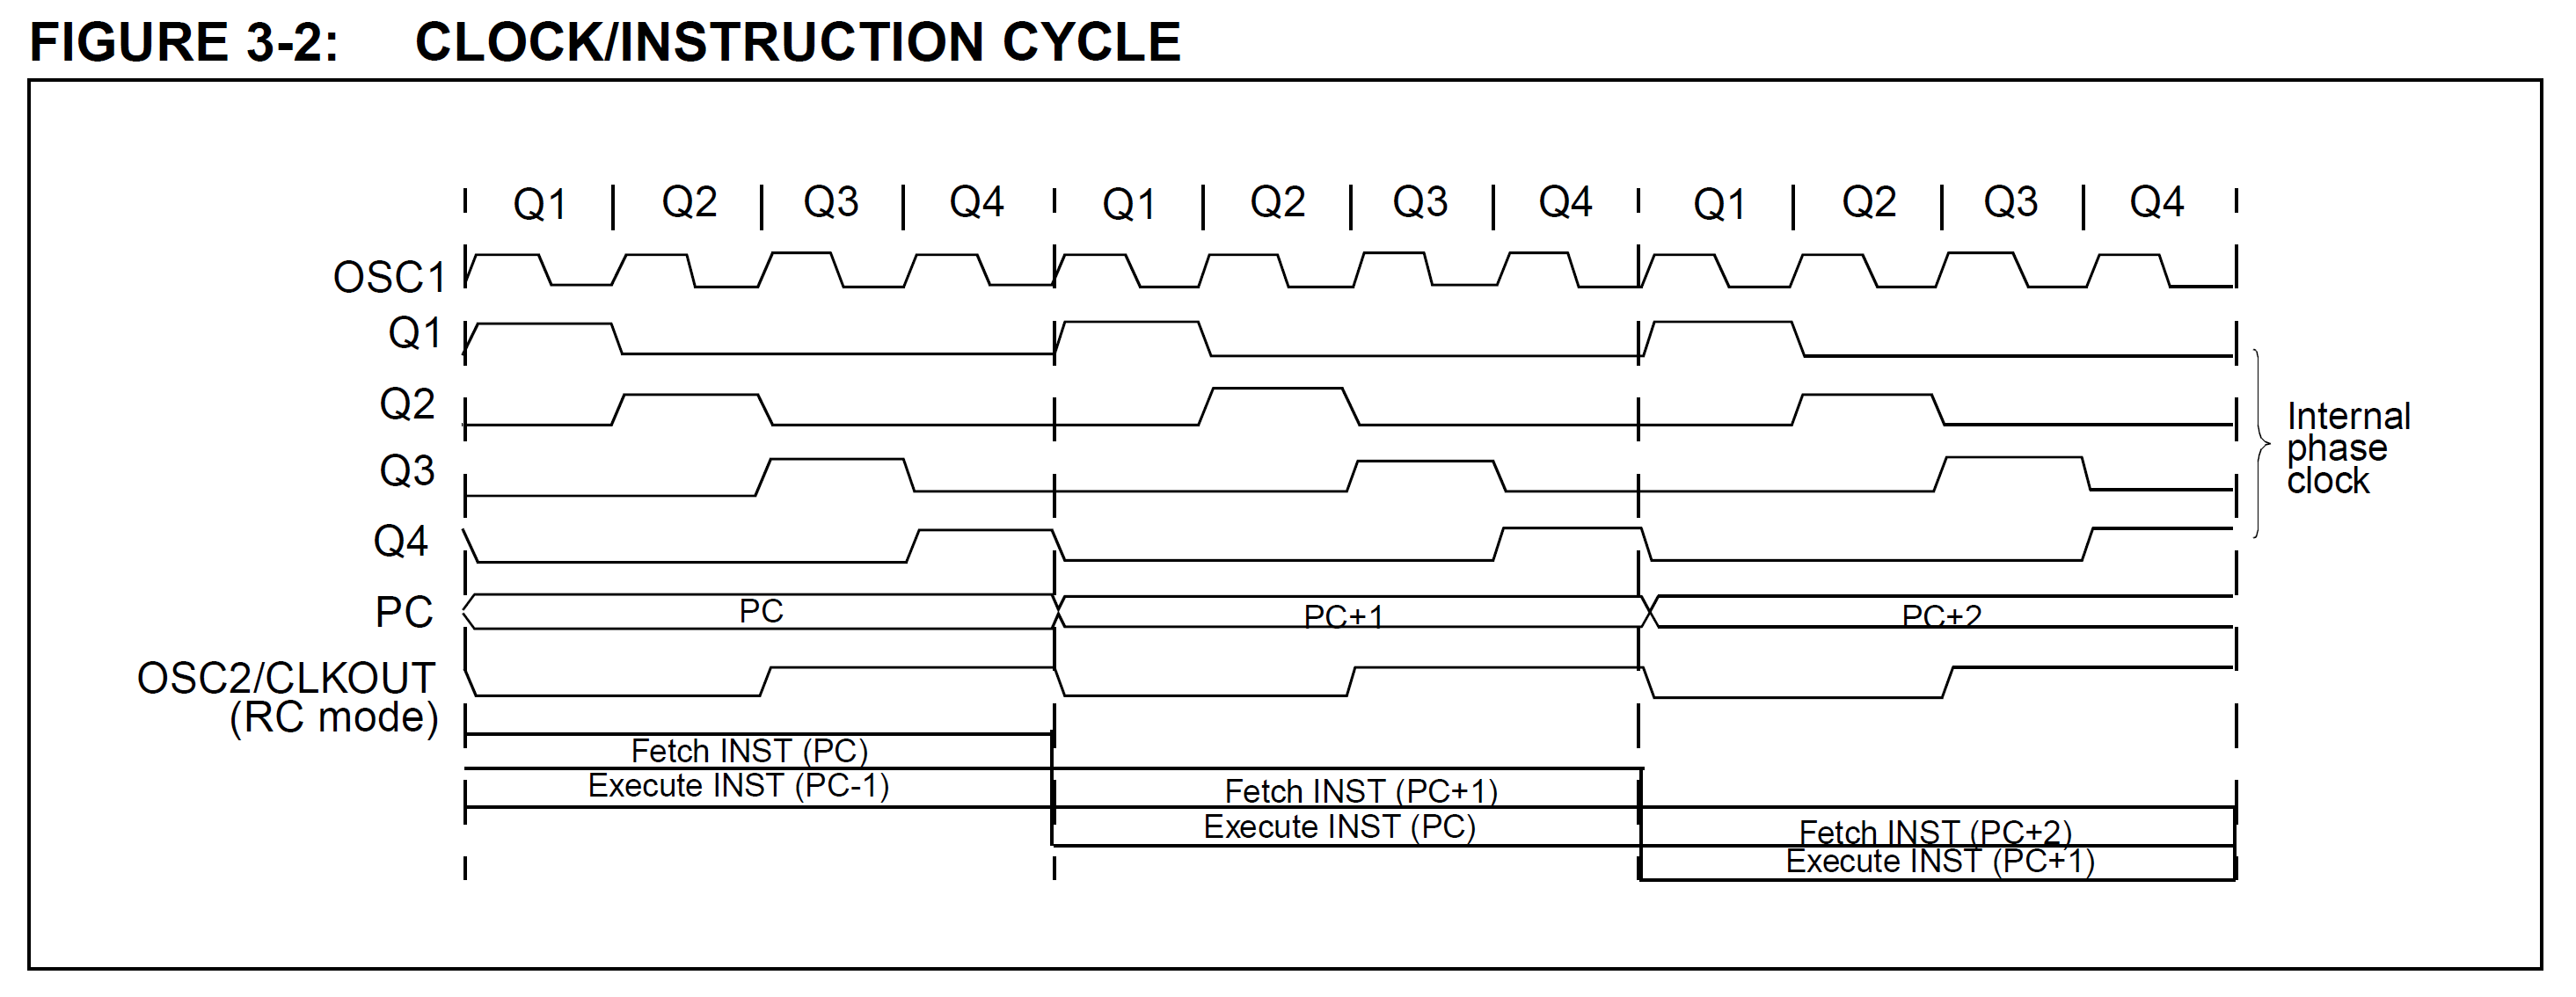 FIGURE 3-2: CLOCK/INSTRUCTION CYCLE
Q1 Q2 Q3 Q4 Q1 Q2 Q3 Q4 Q1 Q2 Q3 Q4
OSC1
Q1
Q2
Q3
Q4
Internal
phase
clock
PC PC PC+1 PC+2
OSC2/CLKOUT
(RC mode)
Fetch INST (PC)
Execute INST (PC-1)
Fetch INST (PC+1)
Execute INST (PC)
Fetch INST (PC+2)
Execute INST (PC+1)